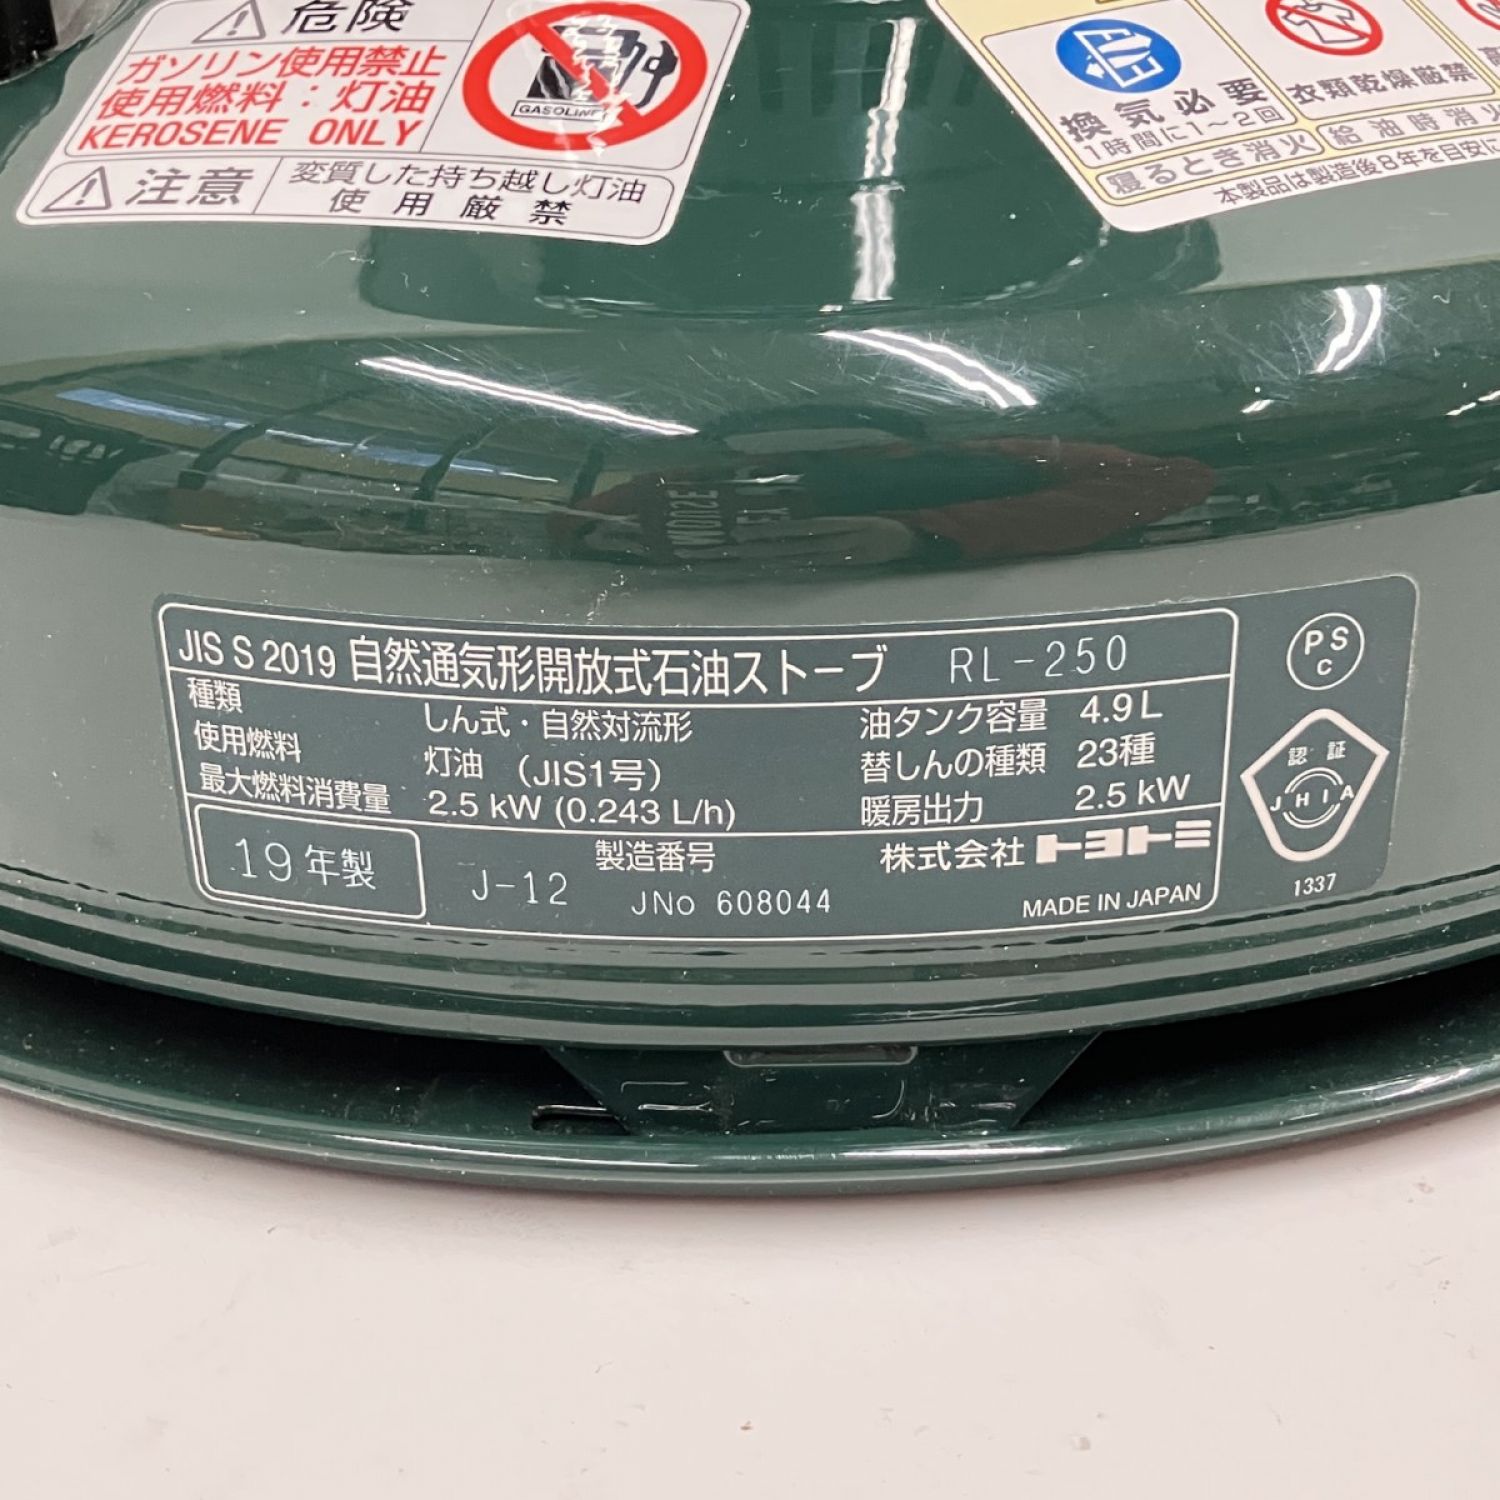 危険
ガソリン使用禁止
使用燃料：灯油
KEROSENE ONLY
GASOLINE
注意
変質した持ち越し灯油
使用厳禁
換気必要
1時間に1～2回
衣類乾燥厳禁
寝るとき消火
給油時消火
本製品は製造後8年を目安に
JIS S 2019 自然通気形開放式石油ストーブ RL-250
種類 しん式・自然対流形
使用燃料 灯油 (JIS1号)
最大燃料消費量 2.5 kW (0.243 L/h)
油タンク容量 4.9 L
替しんの種類 23種
暖房出力 2.5 kW
19年製
J-12
製造番号
JNo 608044
株式会社トヨトミ
MADE IN JAPAN
PS
C
認証
JHIA
1337